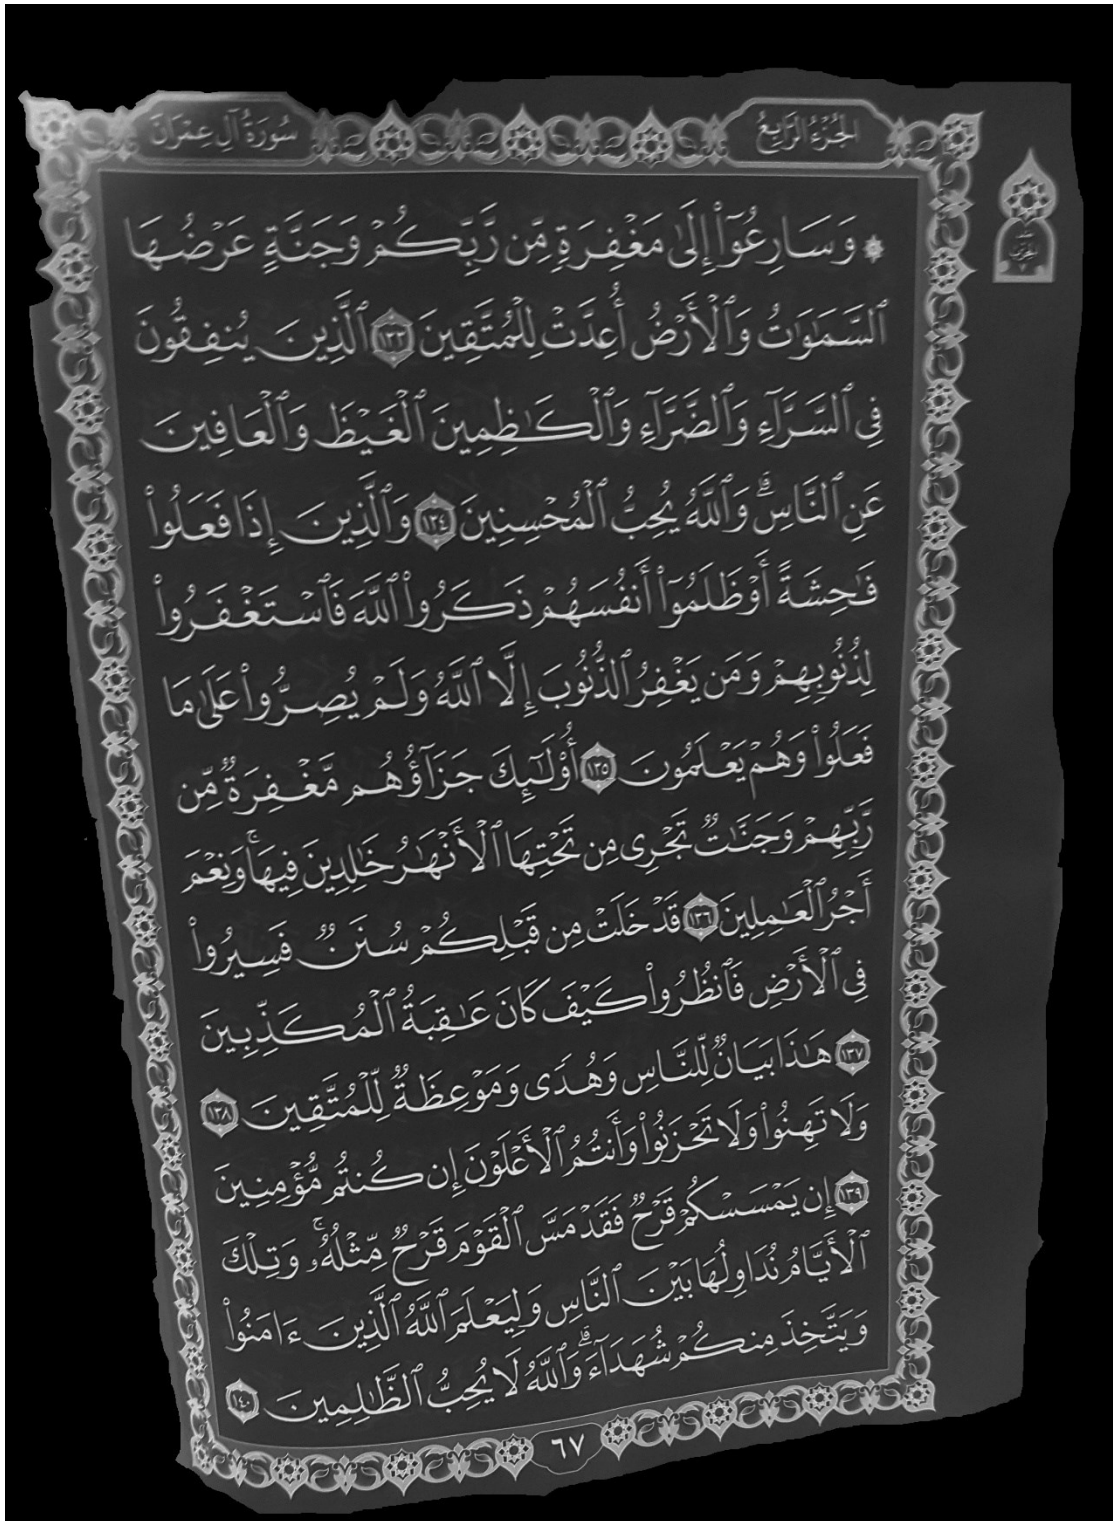 الجزء الرابع
سورة آل عمران
۞ وَسَارِعُوٓا۟ إِلَىٰ مَغْفِرَةٍ مِّن رَّبِّكُمْ وَجَنَّةٍ عَرْضُهَا
ٱلسَّمَٰوَٰتُ وَٱلْأَرْضُ أُعِدَّتْ لِلْمُتَّقِينَ ١٣٣ ٱلَّذِينَ يُنفِقُونَ
فِي ٱلسَّرَّآءِ وَٱلضَّرَّآءِ وَٱلْكَٰظِمِينَ ٱلْغَيْظَ وَٱلْعَافِينَ
عَنِ ٱلنَّاسِ ۗ وَٱللَّهُ يُحِبُّ ٱلْمُحْسِنِينَ ١٣٤ وَٱلَّذِينَ إِذَا فَعَلُوا۟
فَٰحِشَةً أَوْ ظَلَمُوٓا۟ أَنفُسَهُمْ ذَكَرُوا۟ ٱللَّهَ فَٱسْتَغْفَرُوا۟
لِذُنُوبِهِمْ وَمَن يَغْفِرُ ٱلذُّنُوبَ إِلَّا ٱللَّهُ وَلَمْ يُصِرُّوا۟ عَلَىٰ مَا
فَعَلُوا۟ وَهُمْ يَعْلَمُونَ ١٣٥ أُو۟لَٰٓئِكَ جَزَآؤُهُم مَّغْفِرَةٌ مِّن
رَّبِّهِمْ وَجَنَّٰتٌ تَجْرِي مِن تَحْتِهَا ٱلْأَنْهَٰرُ خَٰلِدِينَ فِيهَا ۚ وَنِعْمَ
أَجْرُ ٱلْعَٰمِلِينَ ١٣٦ قَدْ خَلَتْ مِن قَبْلِكُمْ سُنَنٌ فَسِيرُوا۟
فِي ٱلْأَرْضِ فَٱنظُرُوا۟ كَيْفَ كَانَ عَٰقِبَةُ ٱلْمُكَذِّبِينَ
١٣٧ هَٰذَا بَيَانٌ لِّلنَّاسِ وَهُدًى وَمَوْعِظَةٌ لِّلْمُتَّقِينَ ١٣٨
وَلَا تَهِنُوا۟ وَلَا تَحْزَنُوا۟ وَأَنتُمُ ٱلْأَعْلَوْنَ إِن كُنتُم مُّؤْمِنِينَ
١٣٩ إِن يَمْسَسْكُمْ قَرْحٌ فَقَدْ مَسَّ ٱلْقَوْمَ قَرْحٌ مِّثْلُهُۥ ۚ وَتِلْكَ
ٱلْأَيَّامُ نُدَاوِلُهَا بَيْنَ ٱلنَّاسِ وَلِيَعْلَمَ ٱللَّهُ ٱلَّذِينَ ءَامَنُوا۟
وَيَتَّخِذَ مِنكُمْ شُهَدَآءَ ۗ وَٱللَّهُ لَا يُحِبُّ ٱلظَّٰلِمِينَ ١٤٠
٦٧